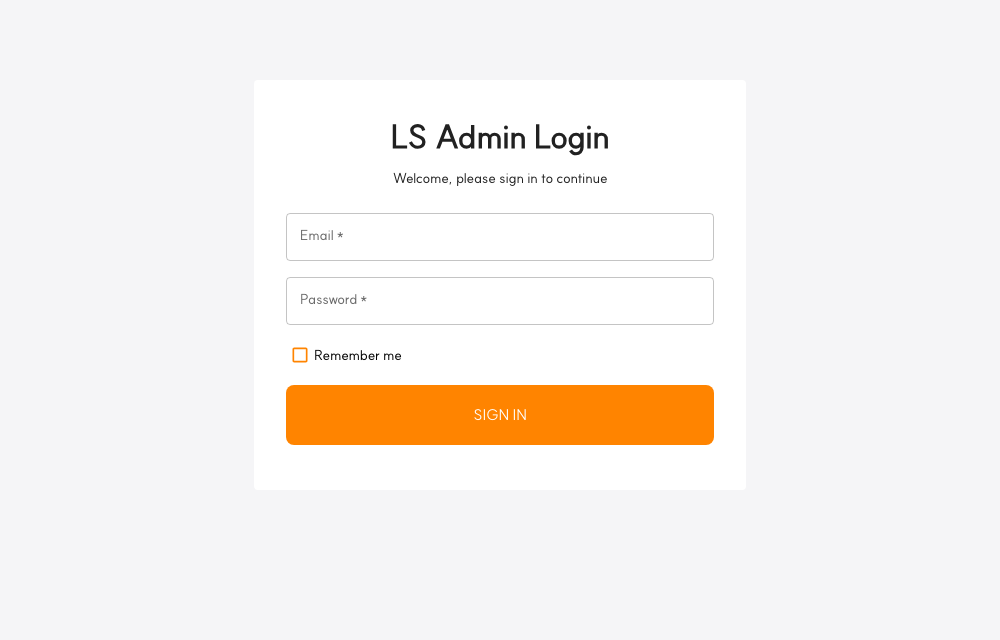 LS Admin Login
Welcome, please sign in to continue
Email *
Password *
Remember me
SIGN IN